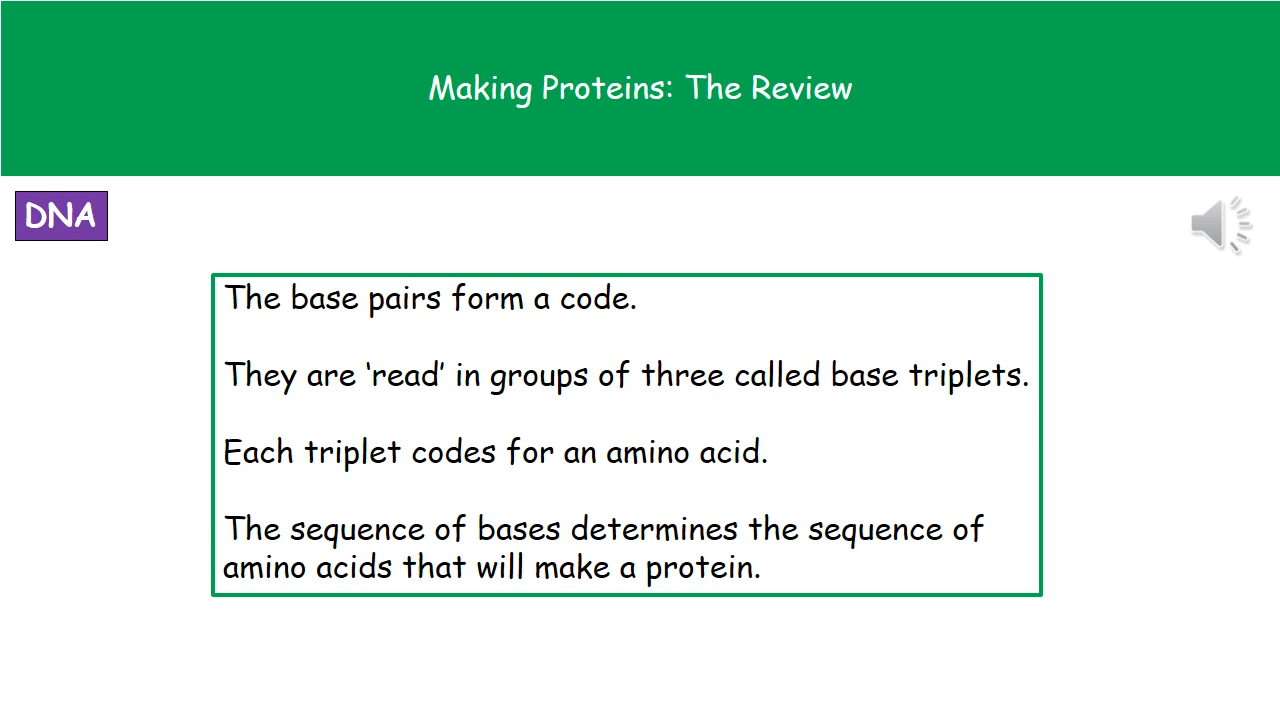 Making Proteins: The Review
DNA
The base pairs form a code.
They are ‘read’ in groups of three called base triplets.
Each triplet codes for an amino acid.
The sequence of bases determines the sequence of
amino acids that will make a protein.